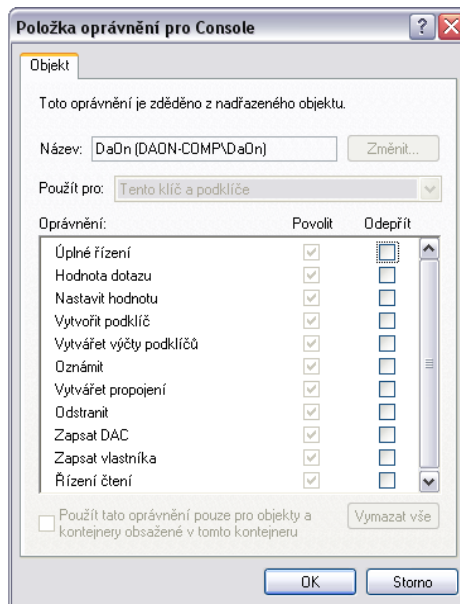 Položka oprávnění pro Console
Objekt
Toto oprávnění je zděděno z nadřazeného objektu.
Název: DaOn (DAON-COMP\DaOn) Změnit...
Použít pro: Tento klíč a podklíče
Oprávnění: Povolit Odepřít
Úplné řízení
Hodnota dotazu
Nastavit hodnotu
Vytvořit podklíč
Vytvářet výčty podklíčů
Oznámit
Vytvářet propojení
Odstranit
Zapsat DAC
Zapsat vlastníka
Řízení čtení
Použít tato oprávnění pouze pro objekty a
kontejnery obsažené v tomto kontejneru
Vymazat vše
OK Storno